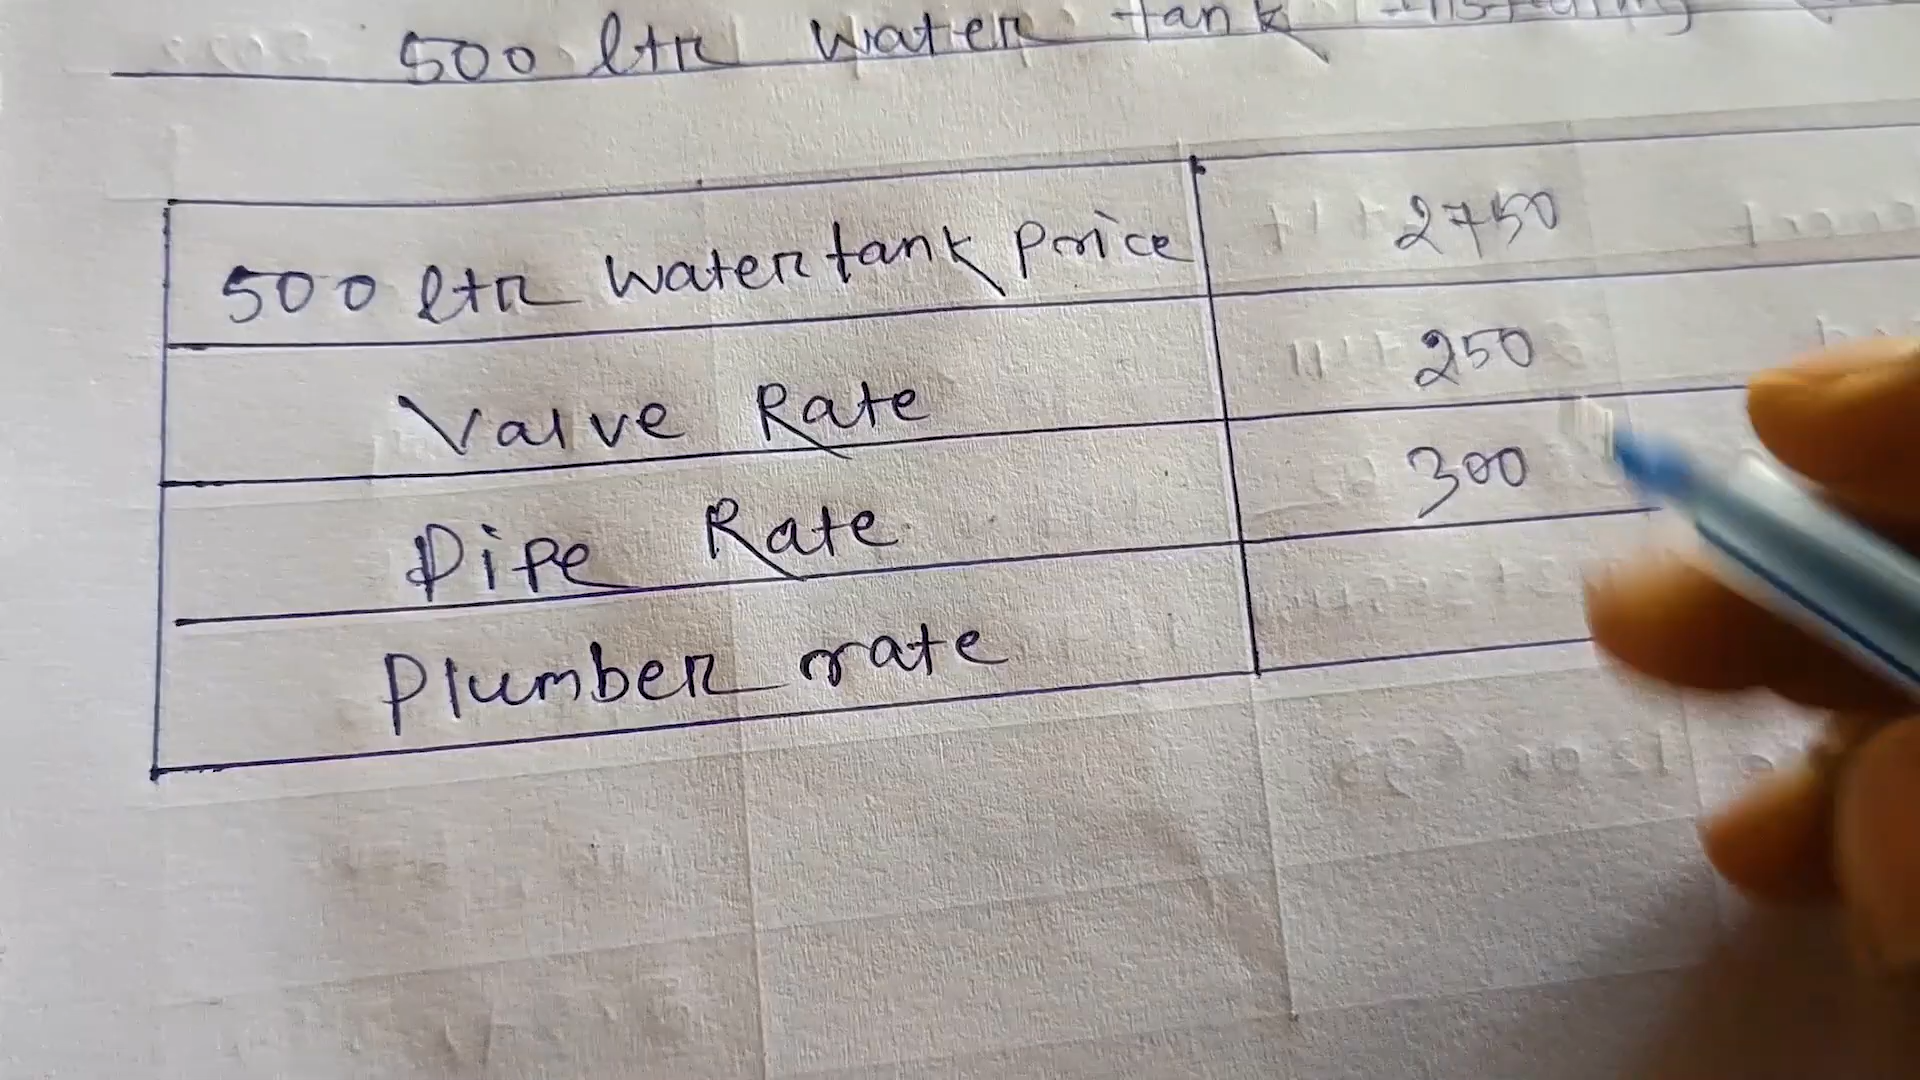 500 ltr water tank
500 ltr water tank price 2750
Valve Rate 250
Pipe Rate 300
Plumber rate